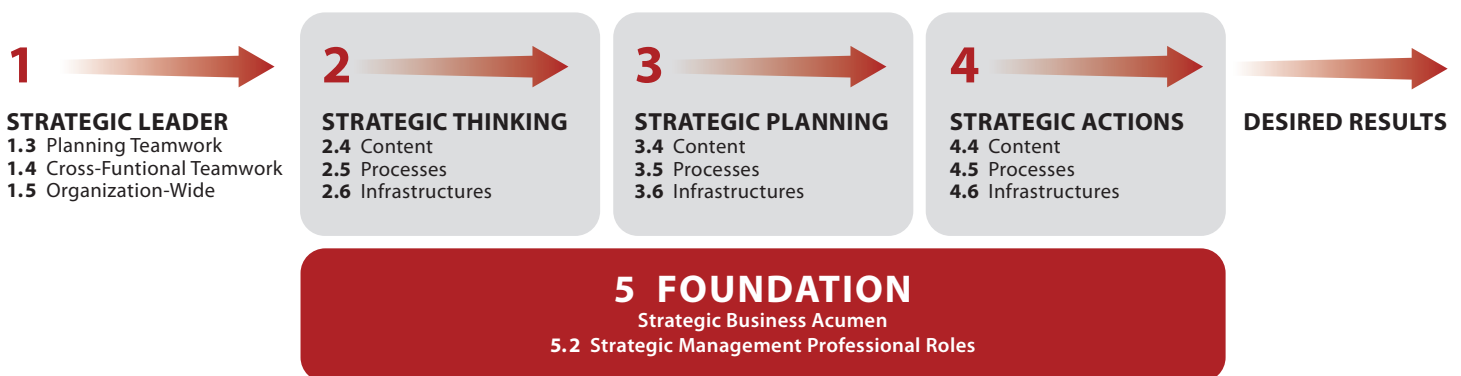 1
STRATEGIC LEADER
1.3 Planning Teamwork
1.4 Cross-Funtional Teamwork
1.5 Organization-Wide
2
STRATEGIC THINKING
2.4 Content
2.5 Processes
2.6 Infrastructures
3
STRATEGIC PLANNING
3.4 Content
3.5 Processes
3.6 Infrastructures
4
STRATEGIC ACTIONS
4.4 Content
4.5 Processes
4.6 Infrastructures
DESIRED RESULTS
5 FOUNDATION
Strategic Business Acumen
5.2 Strategic Management Professional Roles